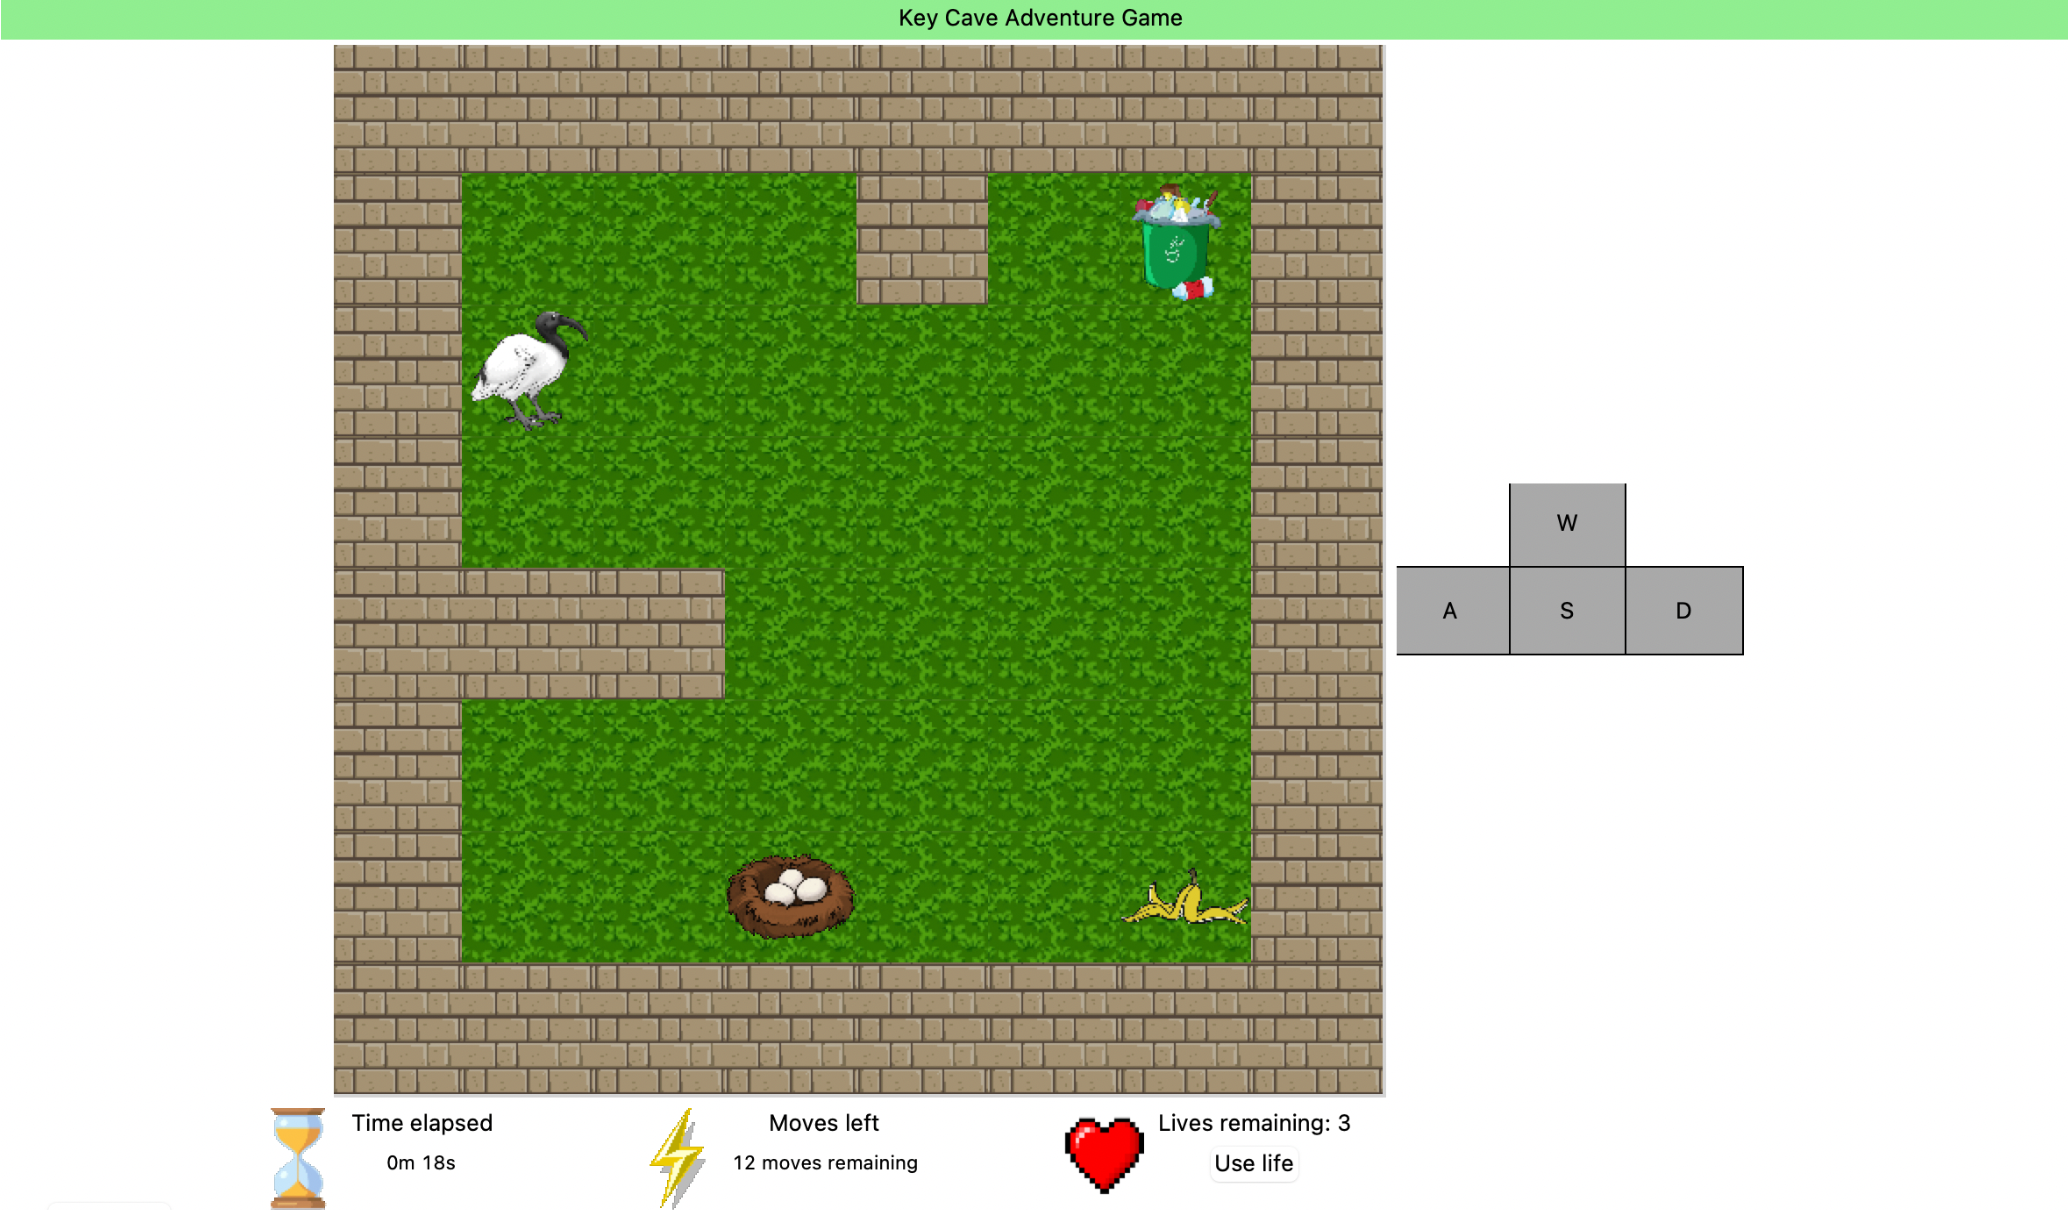 Key Cave Adventure Game
W
A S D
Time elapsed
0m 18s
Moves left
12 moves remaining
Lives remaining: 3
Use life